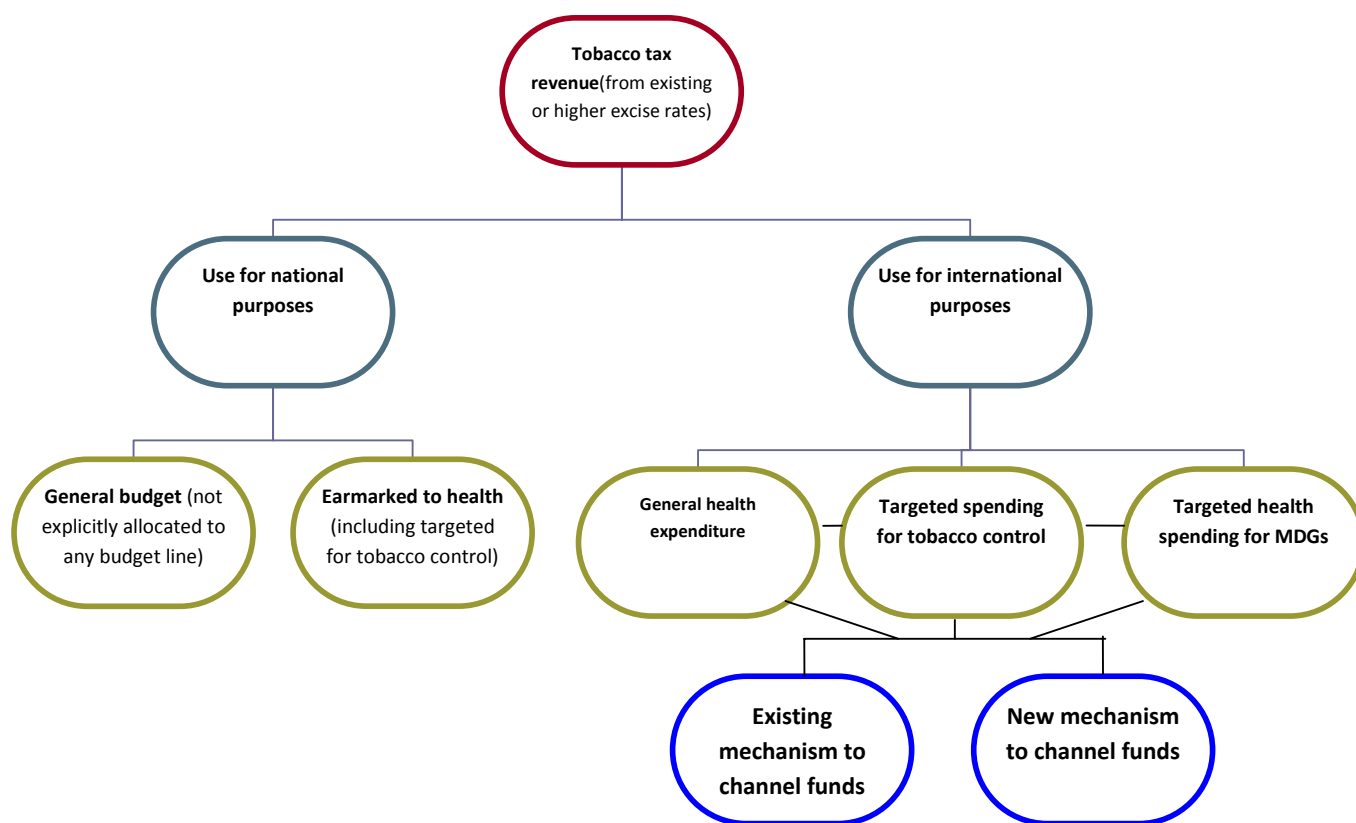 Tobacco tax
revenue(from existing
or higher excise rates)
Use for national
purposes
Use for international
purposes
General budget (not
explicitly allocated to
any budget line)
Earmarked to health
(including targeted
for tobacco control)
General health
expenditure
Targeted spending
for tobacco control
Targeted health
spending for MDGs
Existing
mechanism to
channel funds
New mechanism
to channel funds